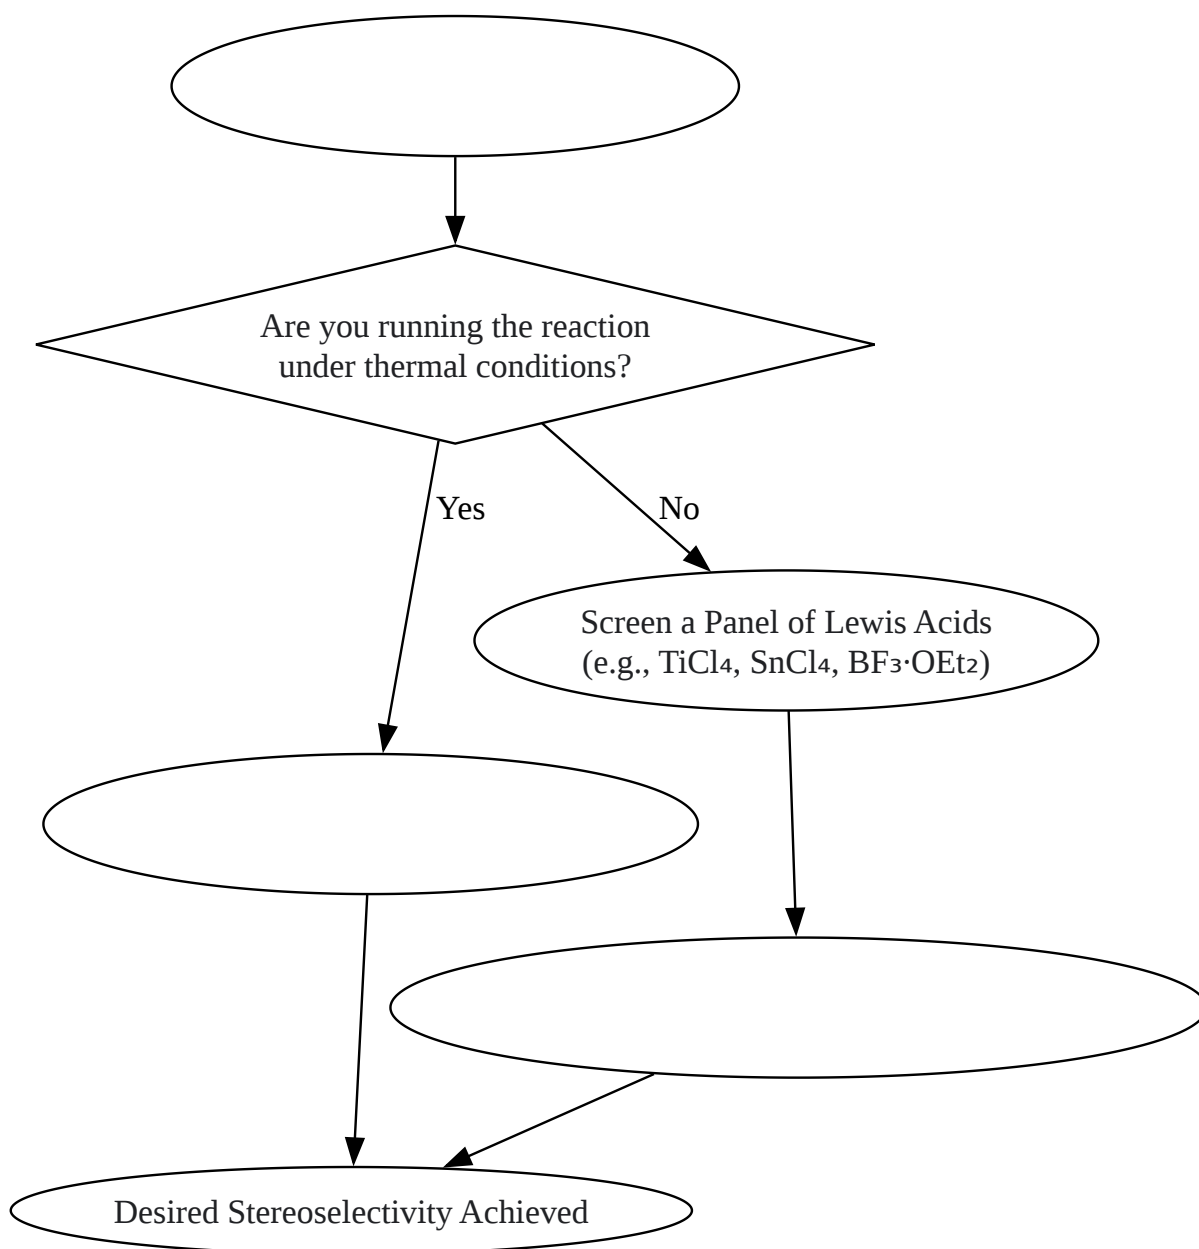 Are you running the reaction
under thermal conditions?
Yes
No
Screen a Panel of Lewis Acids
(e.g., TiCl₄, SnCl₄, BF₃·OEt₂)
Desired Stereoselectivity Achieved